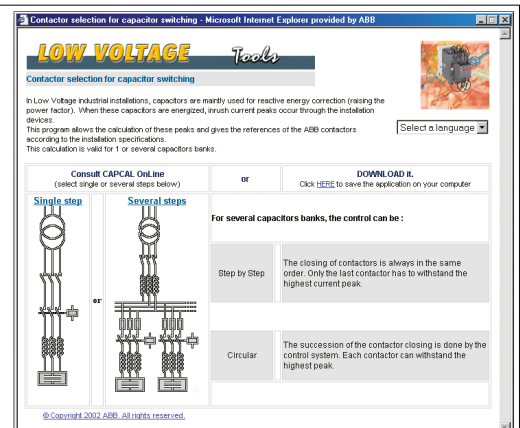 Contactor selection for capacitor switching - Microsoft Internet Explorer provided by ABB
LOW VOLTAGE Tools
Contactor selection for capacitor switching
In Low Voltage industrial installations, capacitors are maintly used for reactive energy correction (raising the
power factor). When these capacitors are energized, inrush current peaks occur through the installation
devices.
This program allows the calculation of these peaks and gives the references of the ABB contactors
according to the installation specifications.
This calculation is valid for 1 or several capacitors banks.
Select a language
Consult CAPCAL OnLine
(select single or several steps below)
or
DOWNLOAD it.
Click HERE to save the application on your computer
Single step
or
Several steps
For several capacitors banks, the control can be :
Step by Step
The closing of contactors is always in the same
order. Only the last contactor has to withstand the
highest current peak.
Circular
The succession of the contactor closing is done by the
control system. Each contactor can withstand the
highest peak.
© Copyright 2002 ABB. All rights reserved.